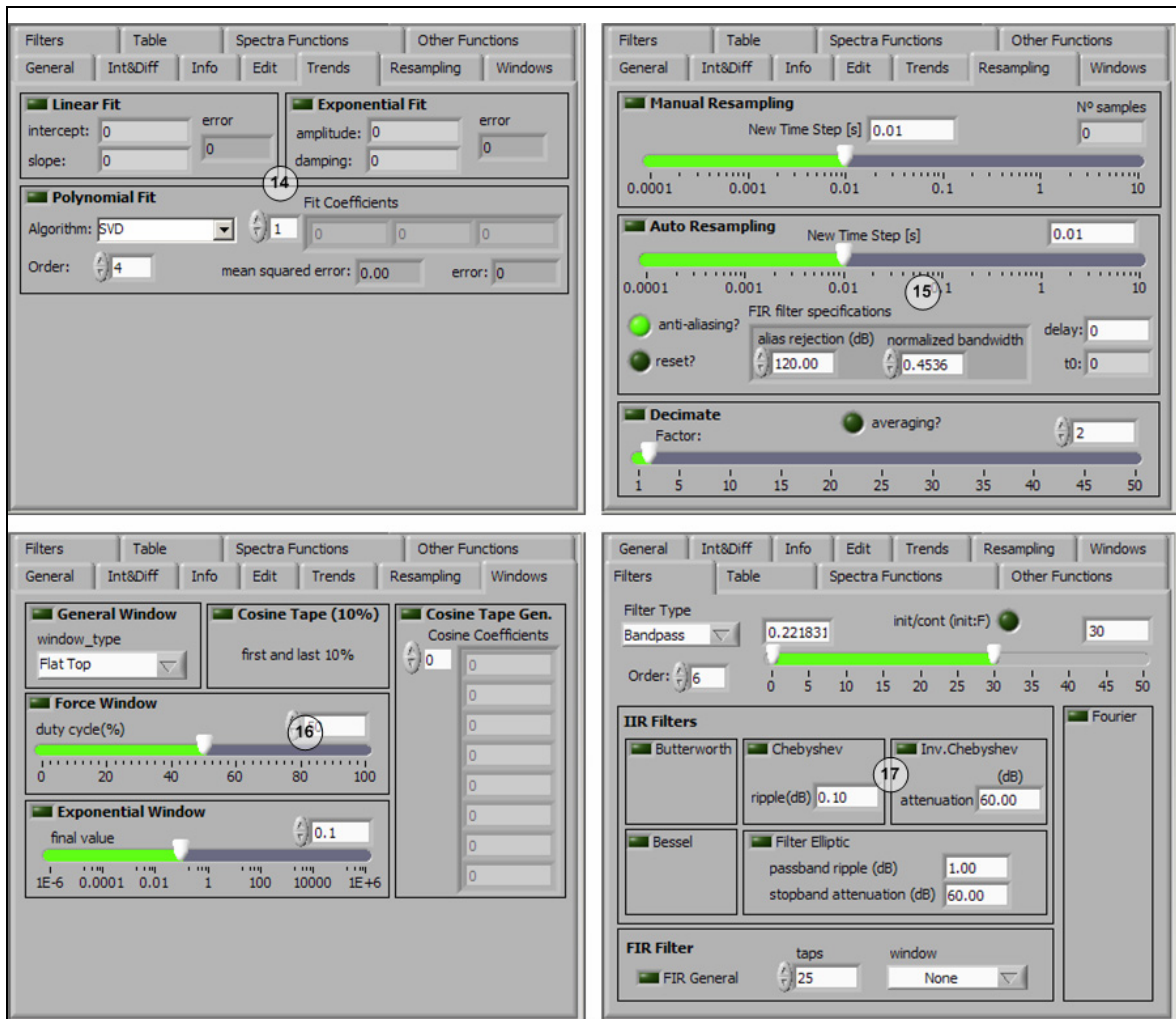 Filters Table Spectra Functions Other Functions
General Int&Diff Info Edit Trends Resampling Windows
Linear Fit
intercept: 0
slope: 0
error
0
Exponential Fit
amplitude: 0
damping: 0
error
0
14
Polynomial Fit
Algorithm: SVD
Order: 4
1
Fit Coefficients
0 0 0
mean squared error: 0.00 error: 0
Filters Table Spectra Functions Other Functions
General Int&Diff Info Edit Trends Resampling Windows
Manual Resampling
Nº samples
New Time Step [s] 0.01 0
0.0001 0.001 0.01 0.1 1 10
Auto Resampling New Time Step [s] 0.01
0.0001 0.001 0.01 0.1 1 10
15
anti-aliasing?
reset?
FIR filter specifications
alias rejection (dB) normalized bandwidth
120.00 0.4536
delay: 0
t0: 0
Decimate
Factor:
averaging?
2
1 5 10 15 20 25 30 35 40 45 50
Filters Table Spectra Functions Other Functions
General Int&Diff Info Edit Trends Resampling Windows
General Window
window_type
Flat Top
Cosine Tape (10%)
first and last 10%
Cosine Tape Gen.
Cosine Coefficients
0
0
0
0
0
0
0
0
0
0
Force Window
duty cycle(%)
16
0 20 40 60 80 100
Exponential Window
final value 0.1
1E-6 0.0001 0.01 1 100 10000 1E+6
General Int&Diff Info Edit Trends Resampling Windows
Filters Table Spectra Functions Other Functions
Filter Type
Bandpass
Order: 6
0.221831
init/cont (init:F)
30
0 5 10 15 20 25 30 35 40 45 50
IIR Filters
Butterworth
Chebyshev
ripple(dB) 0.10
17
Inv.Chebyshev
(dB)
attenuation 60.00
Fourier
Bessel
Filter Elliptic
passband ripple (dB) 1.00
stopband attenuation (dB) 60.00
FIR Filter
FIR General
taps
25
window
None